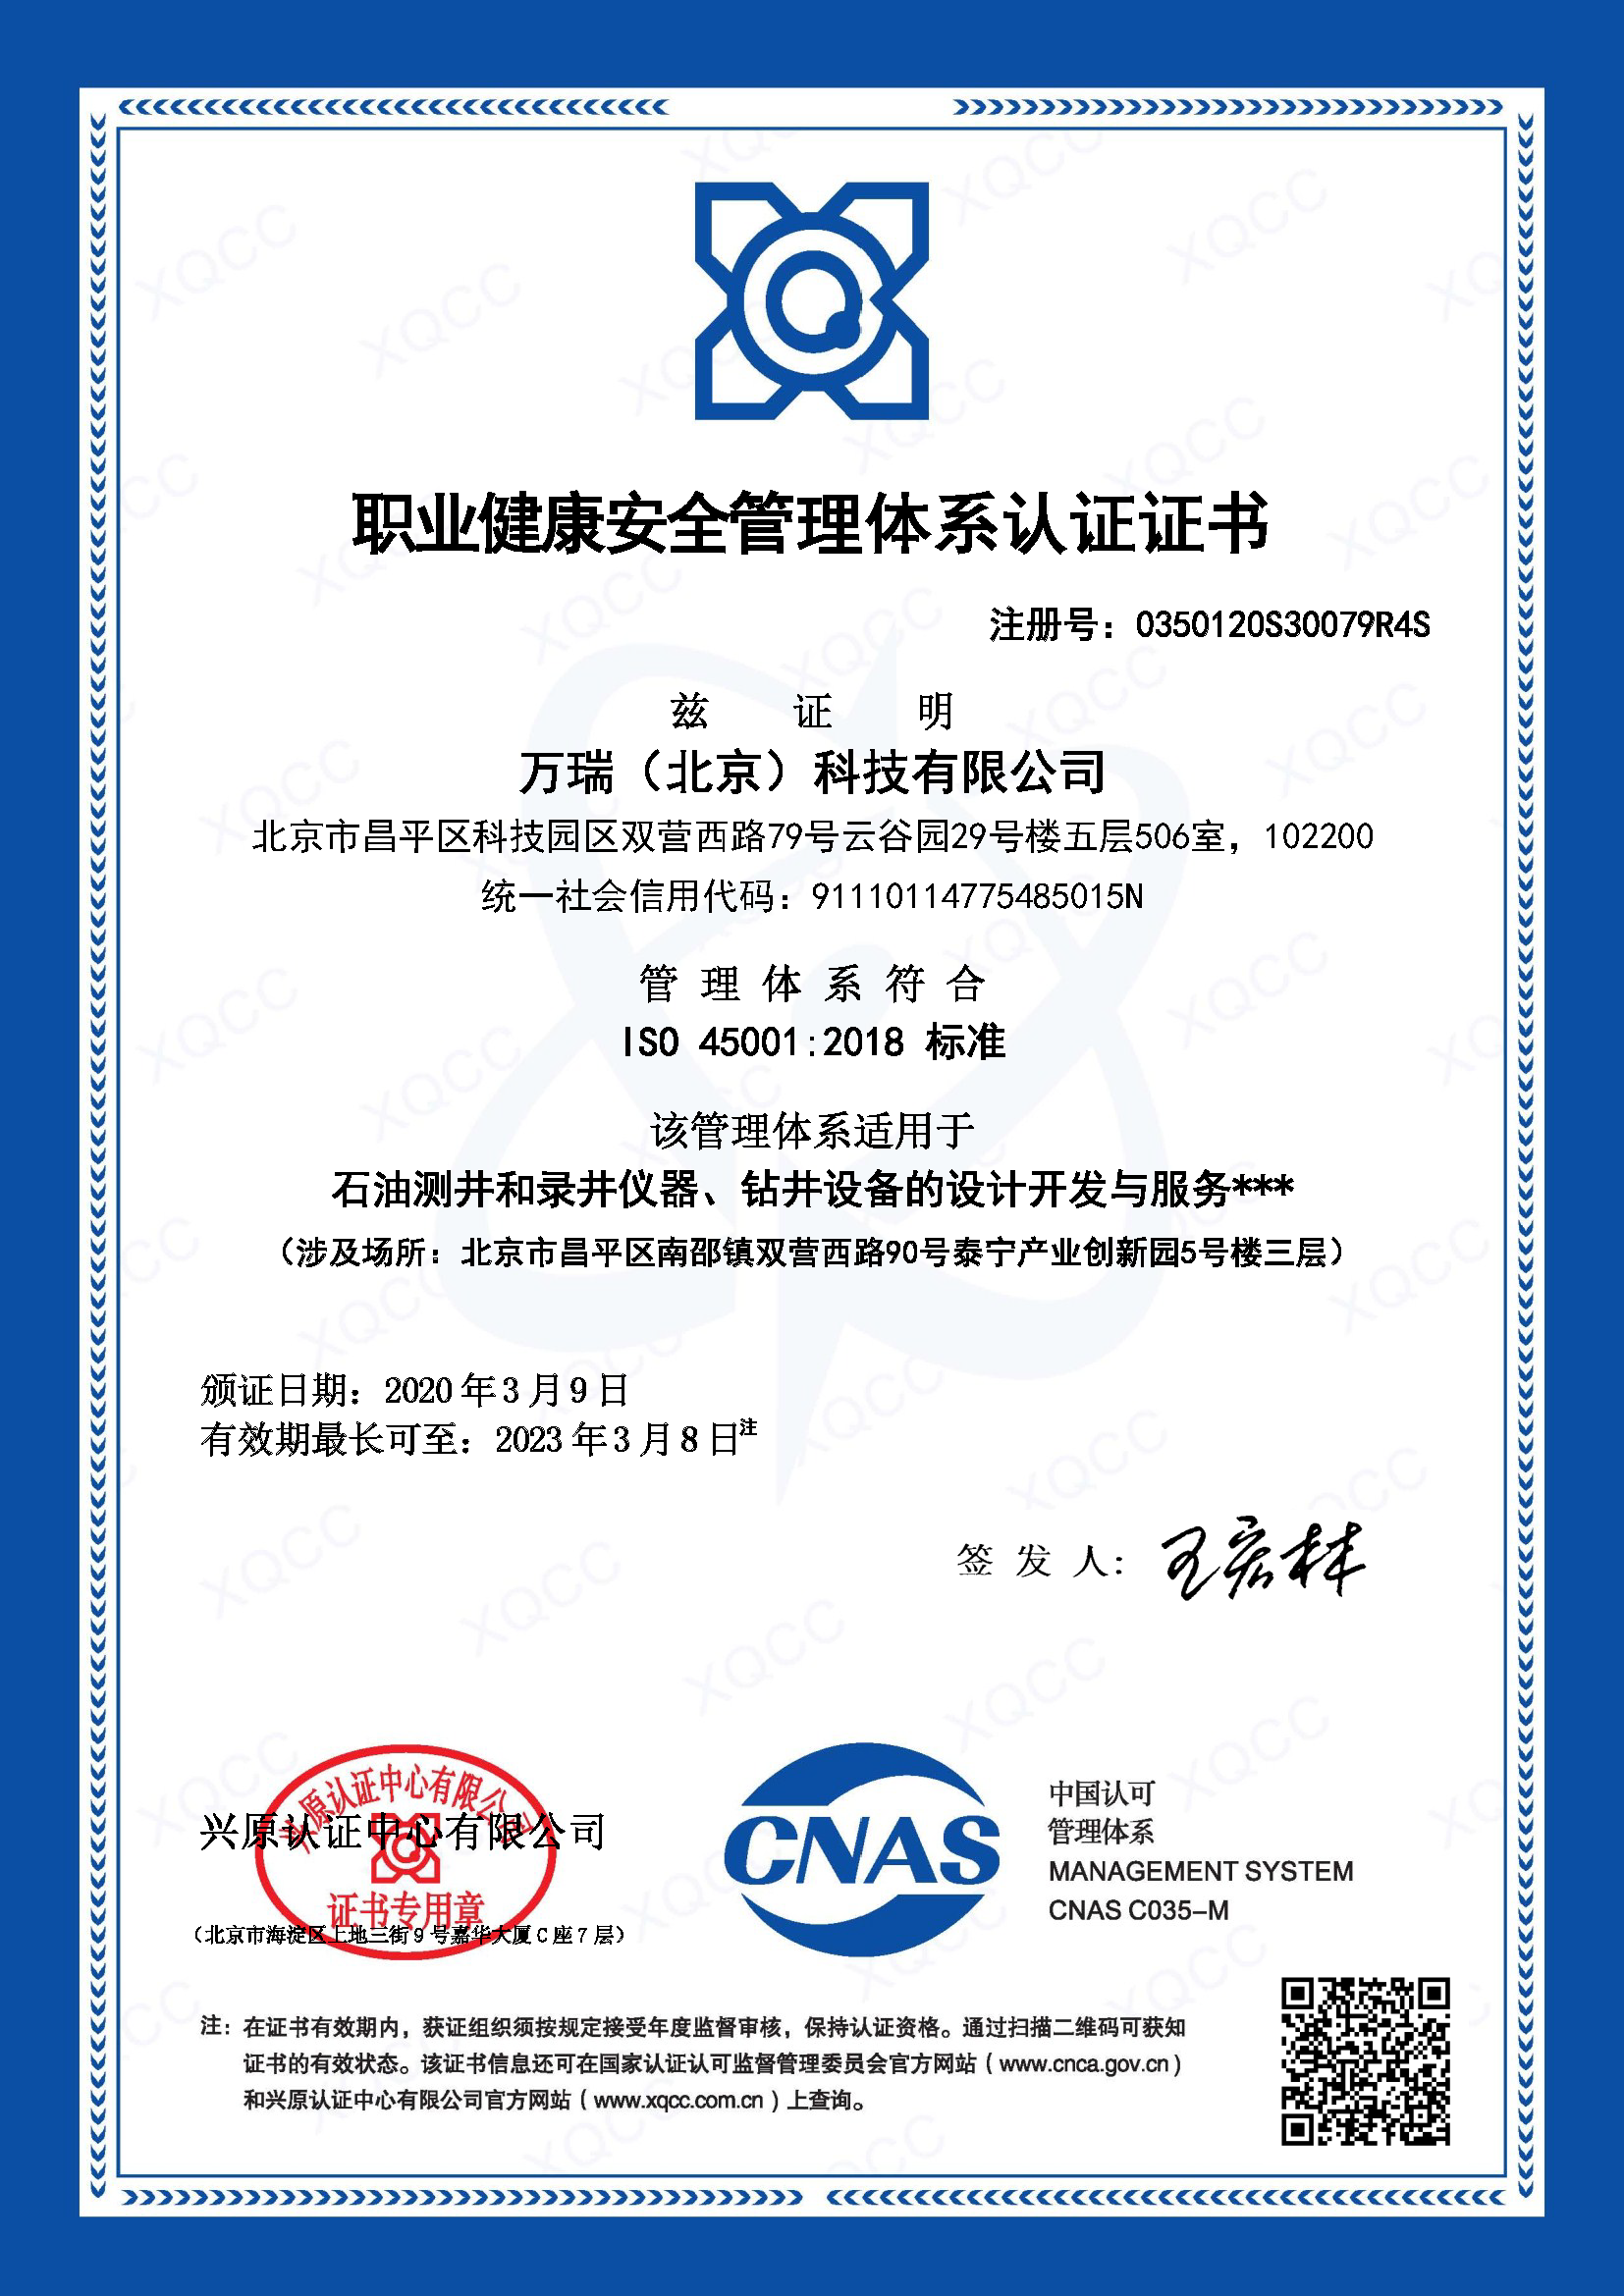 职业健康安全管理体系认证证书
注册号：0350120S30079R4S
兹 证 明
万瑞（北京）科技有限公司
北京市昌平区科技园区双营西路79号云谷园29号楼五层506室，102200
统一社会信用代码：91110114775485015N
管理体系符合
ISO 45001:2018 标准
该管理体系适用于
石油测井和录井仪器、钻井设备的设计开发与服务***
（涉及场所：北京市昌平区南邵镇双营西路90号泰宁产业创新园5号楼三层）
颁证日期：2020年3月9日
有效期最长可至：2023年3月8日注
签发人：王宏林
兴原认证中心有限公司
兴原认证中心有限公司
证书专用章
（北京市海淀区上地三街9号嘉华大厦C座7层）
CNAS
中国认可
管理体系
MANAGEMENT SYSTEM
CNAS C035-M
注：在证书有效期内，获证组织须按规定接受年度监督审核，保持认证资格。通过扫描二维码可获知
证书的有效状态。该证书信息还可在国家认证认可监督管理委员会官方网站（www.cnca.gov.cn）
和兴原认证中心有限公司官方网站（www.xqcc.com.cn）上查询。
XQCC